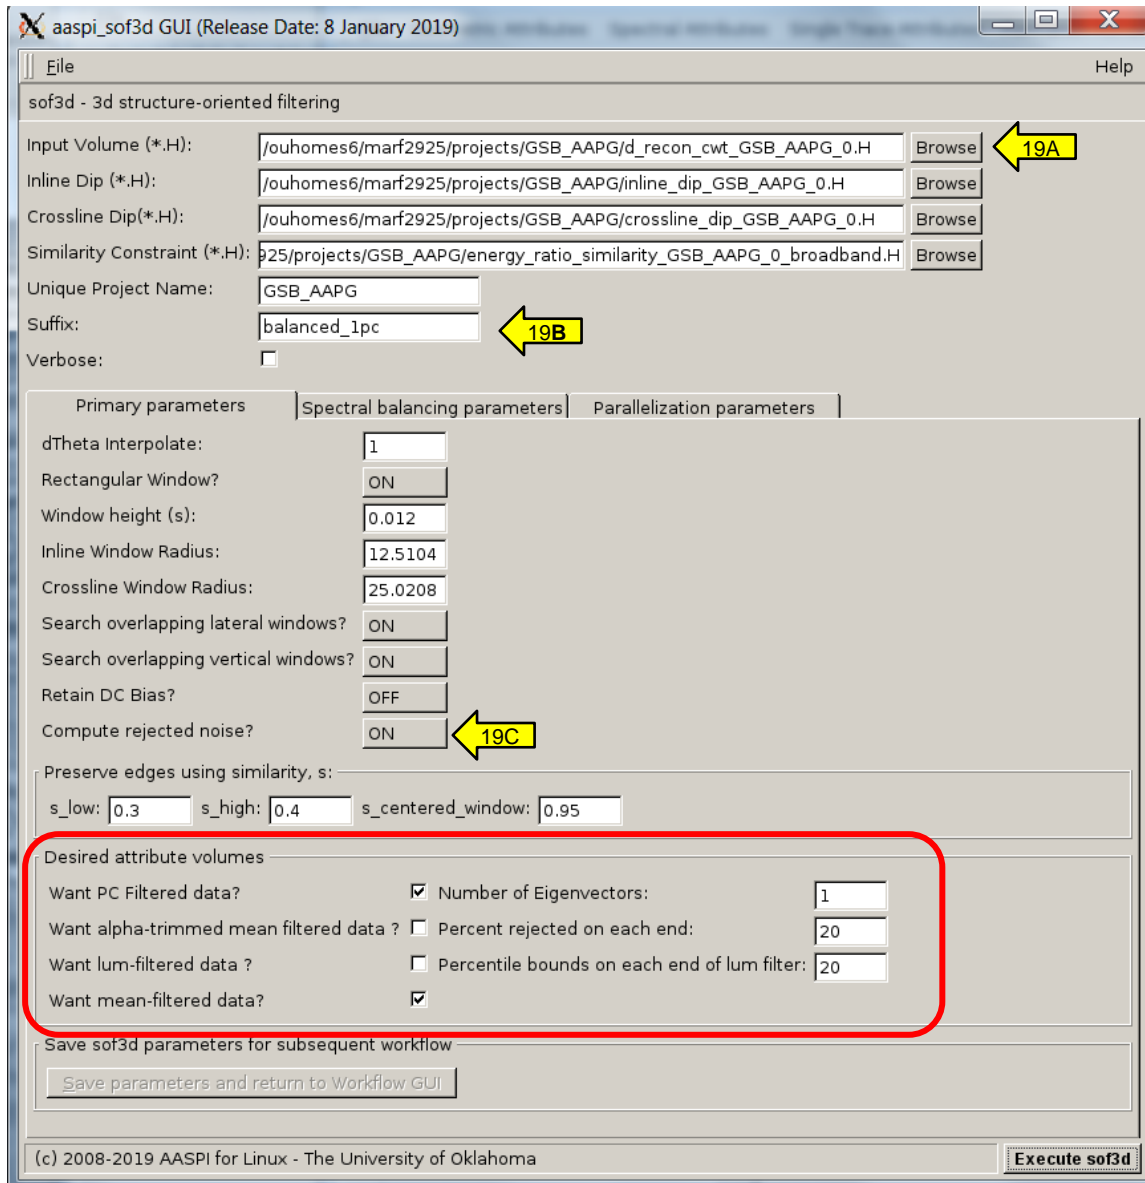 aaspi_sof3d GUI (Release Date: 8 January 2019)
File Help
sof3d - 3d structure-oriented filtering
Input Volume (*.H): /ouhomes6/marf2925/projects/GSB_AAPG/d_recon_cwt_GSB_AAPG_0.H Browse 19A
Inline Dip (*.H): /ouhomes6/marf2925/projects/GSB_AAPG/inline_dip_GSB_AAPG_0.H Browse
Crossline Dip(*.H): /ouhomes6/marf2925/projects/GSB_AAPG/crossline_dip_GSB_AAPG_0.H Browse
Similarity Constraint (*.H): 925/projects/GSB_AAPG/energy_ratio_similarity_GSB_AAPG_0_broadband.H Browse
Unique Project Name: GSB_AAPG
Suffix: balanced_1pc 19B
Verbose:
Primary parameters Spectral balancing parameters Parallelization parameters
dTheta Interpolate: 1
Rectangular Window? ON
Window height (s): 0.012
Inline Window Radius: 12.5104
Crossline Window Radius: 25.0208
Search overlapping lateral windows? ON
Search overlapping vertical windows? ON
Retain DC Bias? OFF
Compute rejected noise? ON 19C
Preserve edges using similarity, s:
s_low: 0.3 s_high: 0.4 s_centered_window: 0.95
Desired attribute volumes
Want PC Filtered data? Number of Eigenvectors: 1
Want alpha-trimmed mean filtered data ? Percent rejected on each end: 20
Want lum-filtered data ? Percentile bounds on each end of lum filter: 20
Want mean-filtered data?
Save sof3d parameters for subsequent workflow
Save parameters and return to Workflow GUI
(c) 2008-2019 AASPI for Linux - The University of Oklahoma Execute sof3d